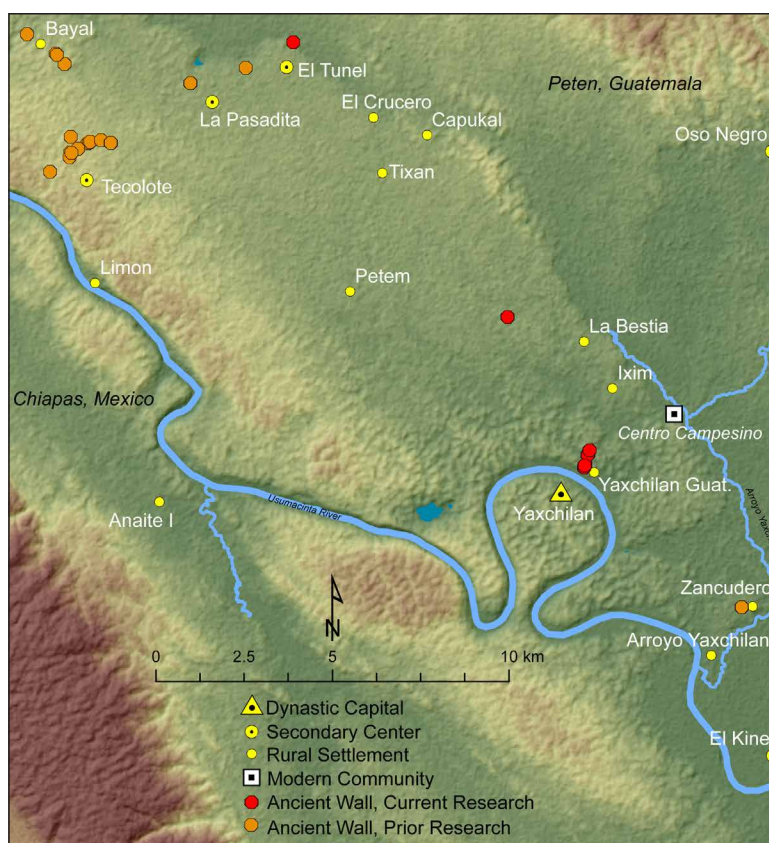 Bayal
El Tunel
Peten, Guatemala
La Pasadita
El Crucero
Capukal
Oso Negro
Tixan
Tecolote
Limon
Petem
La Bestia
Ixim
Chiapas, Mexico
Centro Campesino
Yaxchilan Guat.
Usumacinta River
Yaxchilan
Anaite I
Zancudero
N
Arroyo Yaxchilan
0 2.5 5 10 km
Dynastic Capital
Secondary Center
Rural Settlement
El Kine
Modern Community
Ancient Wall, Current Research
Ancient Wall, Prior Research
Arroyo